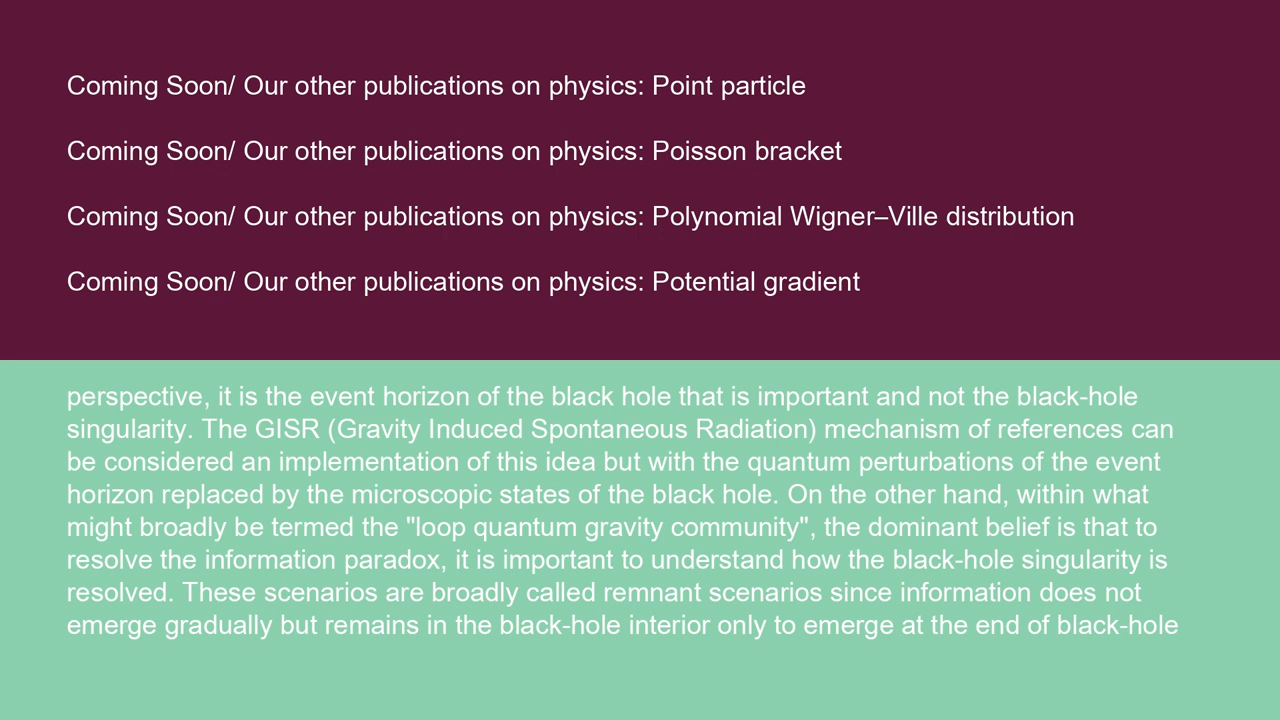 Coming Soon/ Our other publications on physics: Point particle
Coming Soon/ Our other publications on physics: Poisson bracket
Coming Soon/ Our other publications on physics: Polynomial Wigner–Ville distribution
Coming Soon/ Our other publications on physics: Potential gradient
perspective, it is the event horizon of the black hole that is important and not the black-hole
singularity. The GISR (Gravity Induced Spontaneous Radiation) mechanism of references can
be considered an implementation of this idea but with the quantum perturbations of the event
horizon replaced by the microscopic states of the black hole. On the other hand, within what
might broadly be termed the "loop quantum gravity community", the dominant belief is that to
resolve the information paradox, it is important to understand how the black-hole singularity is
resolved. These scenarios are broadly called remnant scenarios since information does not
emerge gradually but remains in the black-hole interior only to emerge at the end of black-hole